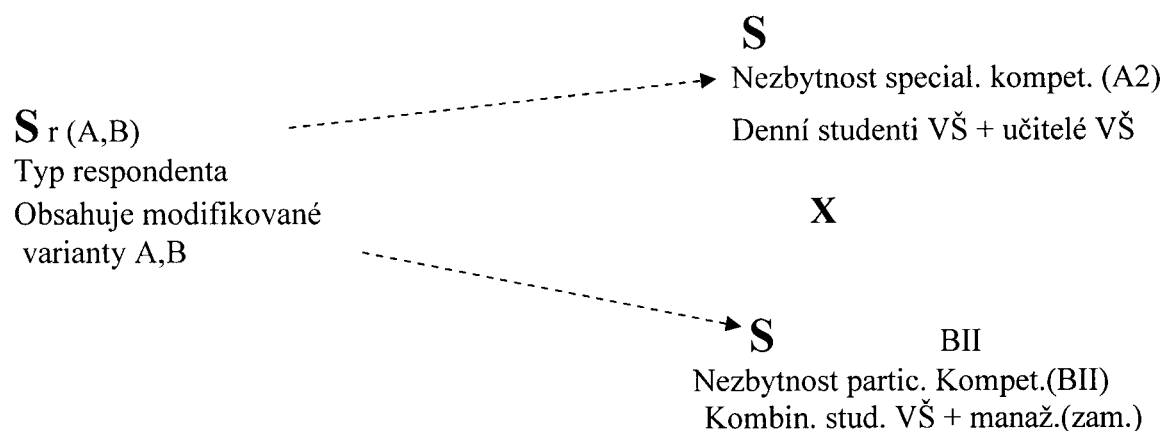 S r (A,B)
Typ respondenta
Obsahuje modifikované
varianty A,B
S
Nezbytnost special. kompet. (A2)
Denní studenti VŠ + učitelé VŠ
X
S BII
Nezbytnost partic. Kompet.(BII)
Kombin. stud. VŠ + manaž.(zam.)